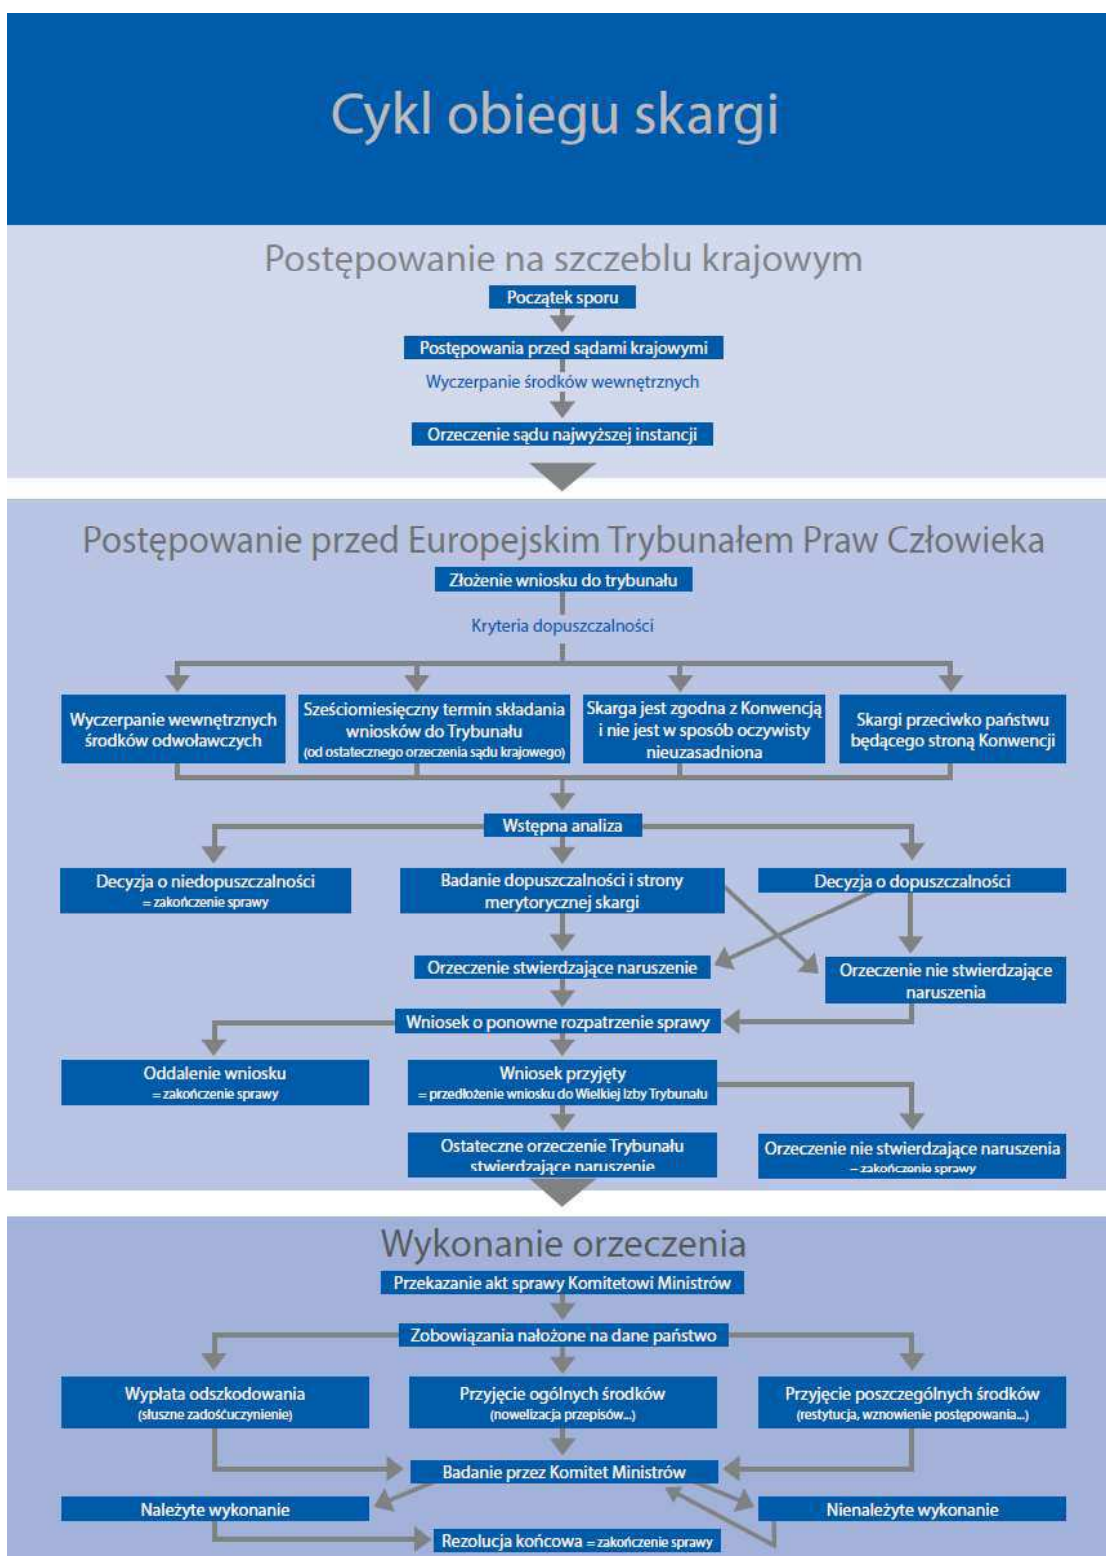 Cykl obiegu skargi
Postępowanie na szczeblu krajowym
Początek sporu
Postępowania przed sądami krajowymi
Wyczerpanie środków wewnętrznych
Orzeczenie sądu najwyższej instancji
Postępowanie przed Europejskim Trybunałem Praw Człowieka
Złożenie wniosku do trybunału
Kryteria dopuszczalności
Wyczerpanie wewnętrznych
środków odwoławczych
Sześciomiesięczny termin składania
wniosków do Trybunału
(od ostatecznego orzeczenia sądu krajowego)
Skarga jest zgodna z Konwencją
i nie jest w sposób oczywisty
nieuzasadniona
Skargi przeciwko państwu
będącego stroną Konwencji
Wstępna analiza
Decyzja o niedopuszczalności
= zakończenie sprawy
Badanie dopuszczalności i strony
merytorycznej skargi
Decyzja o dopuszczalności
Orzeczenie stwierdzające naruszenie
Orzeczenie nie stwierdzające
naruszenia
Wniosek o ponowne rozpatrzenie sprawy
Oddalenie wniosku
= zakończenie sprawy
Wniosek przyjęty
= przedłożenie wniosku do Wielkiej Izby Trybunału
Ostateczne orzeczenie Trybunału
stwierdzające naruszenie
Orzeczenie nie stwierdzające naruszenia
= zakończenie sprawy
Wykonanie orzeczenia
Przekazanie akt sprawy Komitetowi Ministrów
Zobowiązania nałożone na dane państwo
Wypłata odszkodowania
(słuszne zadośćuczynienie)
Przyjęcie ogólnych środków
(nowelizacja przepisów...)
Przyjęcie poszczególnych środków
(restytucja, wznowienie postępowania...)
Badanie przez Komitet Ministrów
Należyte wykonanie
Nienależyte wykonanie
Rezolucja końcowa = zakończenie sprawy